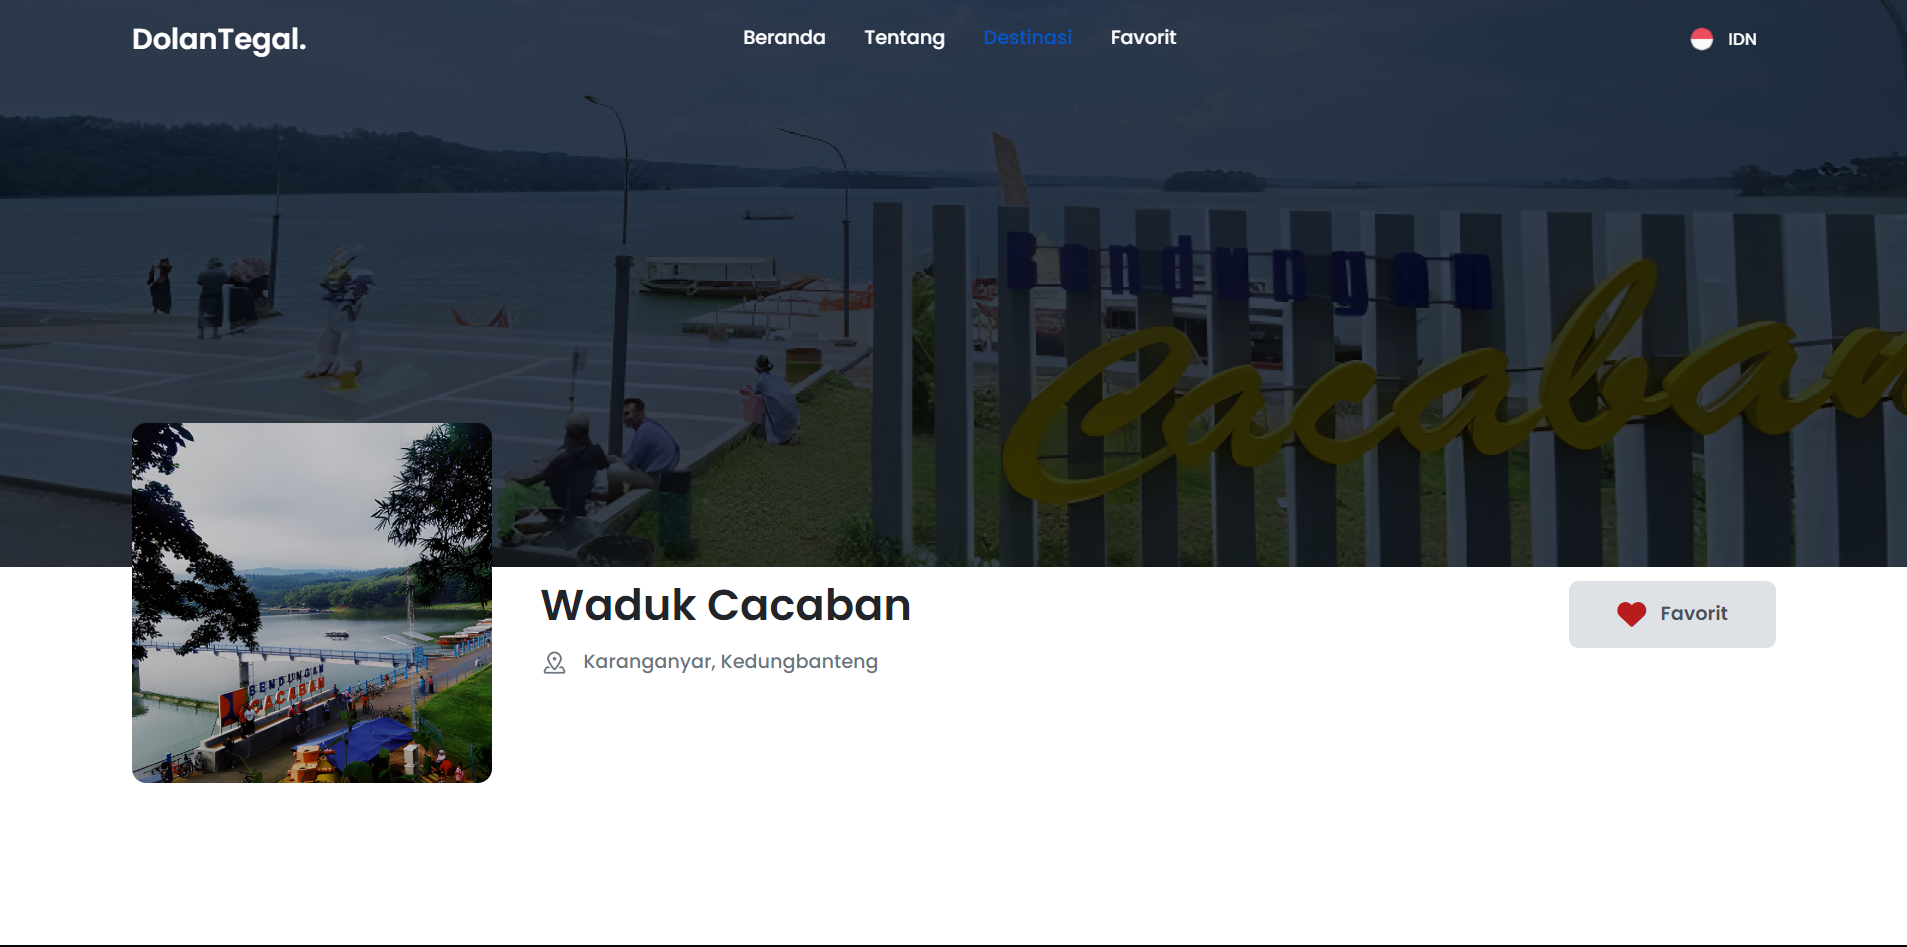 DolanTegal.
Beranda Tentang Destinasi Favorit
IDN
Bendungan
Cacaban
BENDUNGAN
CACABAN
Waduk Cacaban
Favorit
Karanganyar, Kedungbanteng